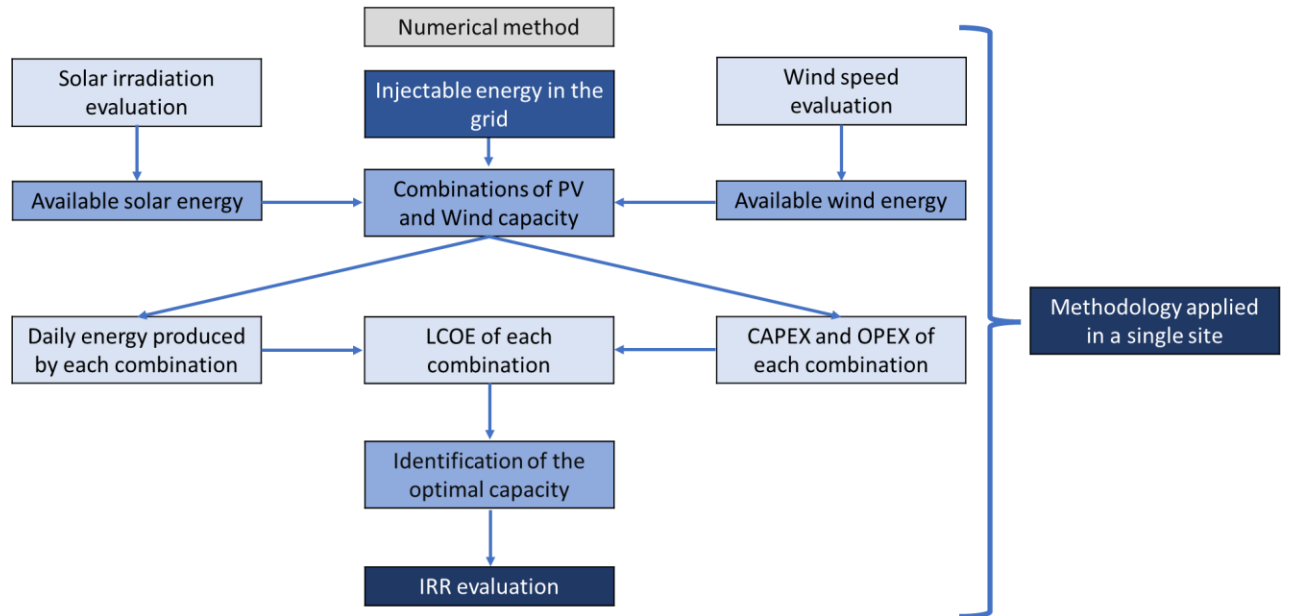 Numerical method
Solar irradiation
evaluation
Injectable energy in the
grid
Wind speed
evaluation
Available solar energy
Combinations of PV
and Wind capacity
Available wind energy
Daily energy produced
by each combination
LCOE of each
combination
CAPEX and OPEX of
each combination
Methodology applied
in a single site
Identification of the
optimal capacity
IRR evaluation